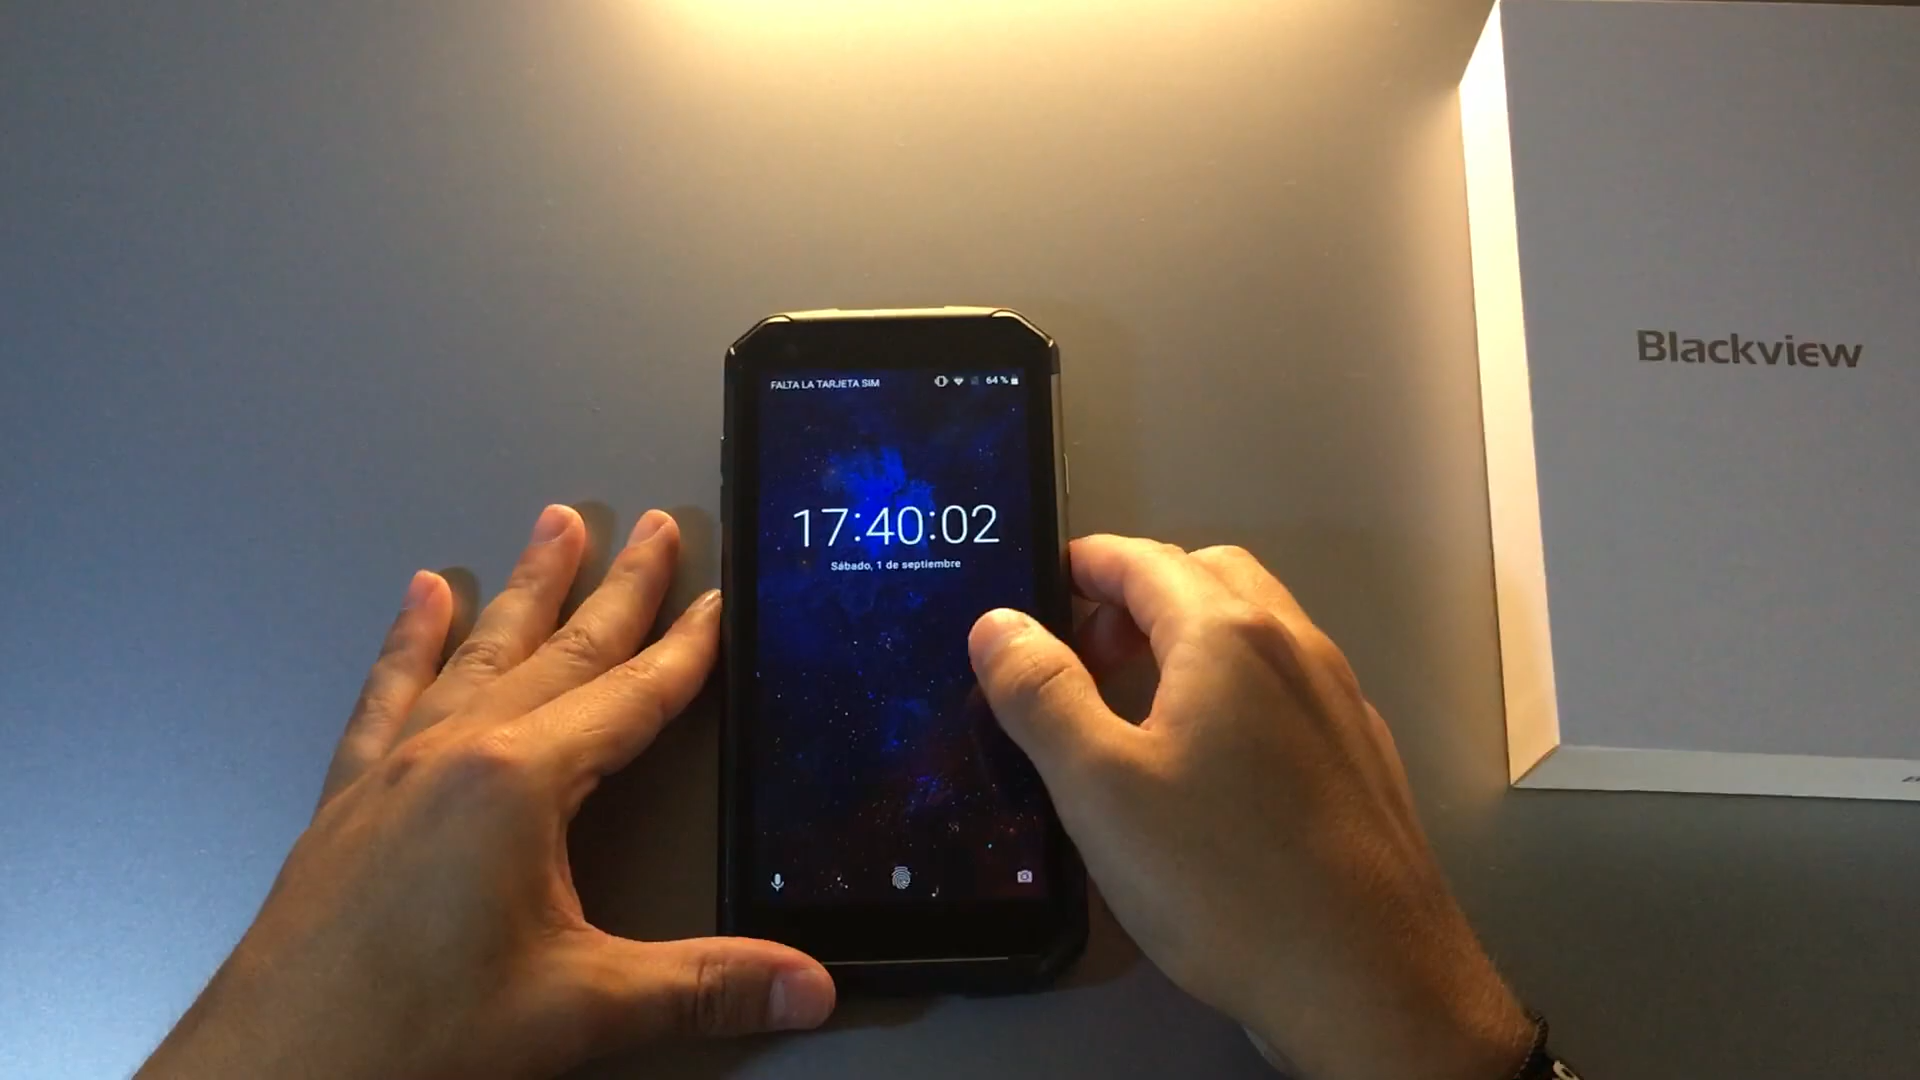 FALTA LA TARJETA SIM 64 %
17:40:02
Sábado, 1 de septiembre
Blackview